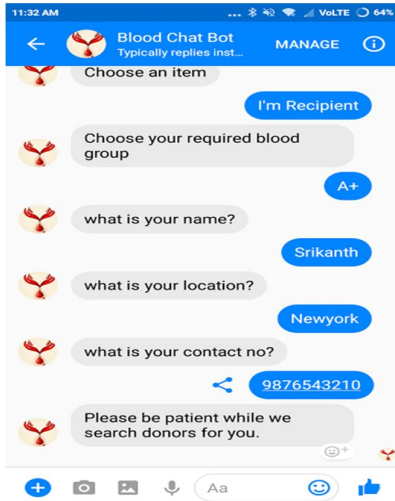 11:32 AM ... VoLTE 64%
Blood Chat Bot
Typically replies inst...
MANAGE
Choose an item
I'm Recipient
Choose your required blood
group
A+
what is your name?
Srikanth
what is your location?
Newyork
what is your contact no?
9876543210
Please be patient while we
search donors for you.
Aa